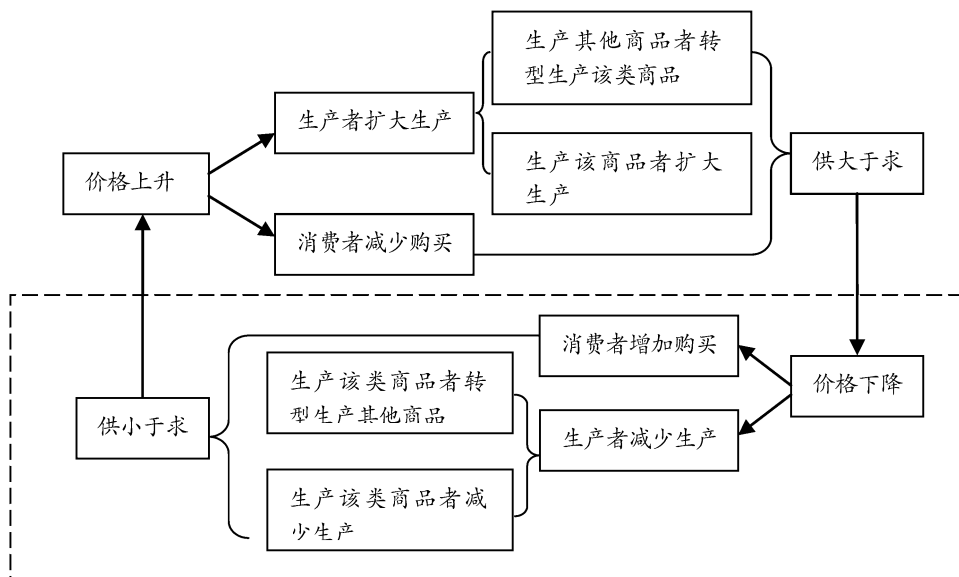 生产其他商品者转
型生产该类商品
生产者扩大生产
生产该商品者扩大
生产
价格上升
供大于求
消费者减少购买
消费者增加购买
生产该类商品者转
型生产其他商品
价格下降
供小于求
生产者减少生产
生产该类商品者减
少生产